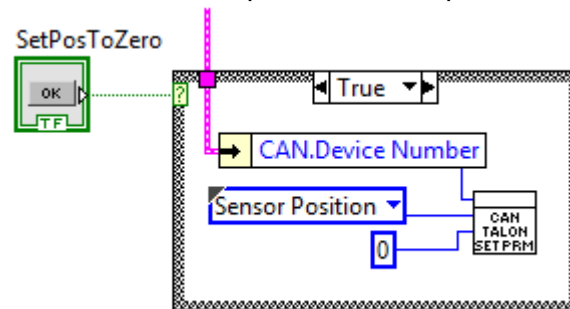 SetPosToZero
OK
TF
?
True
CAN.Device Number
Sensor Position
0
CAN
TALON
SET PRM